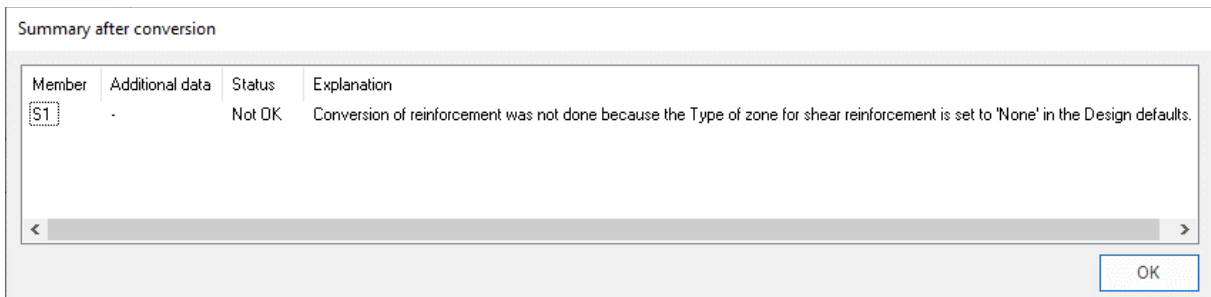 Summary after conversion
Member Additional data Status Explanation
S1 - Not OK Conversion of reinforcement was not done because the Type of zone for shear reinforcement is set to 'None' in the Design defaults.
OK